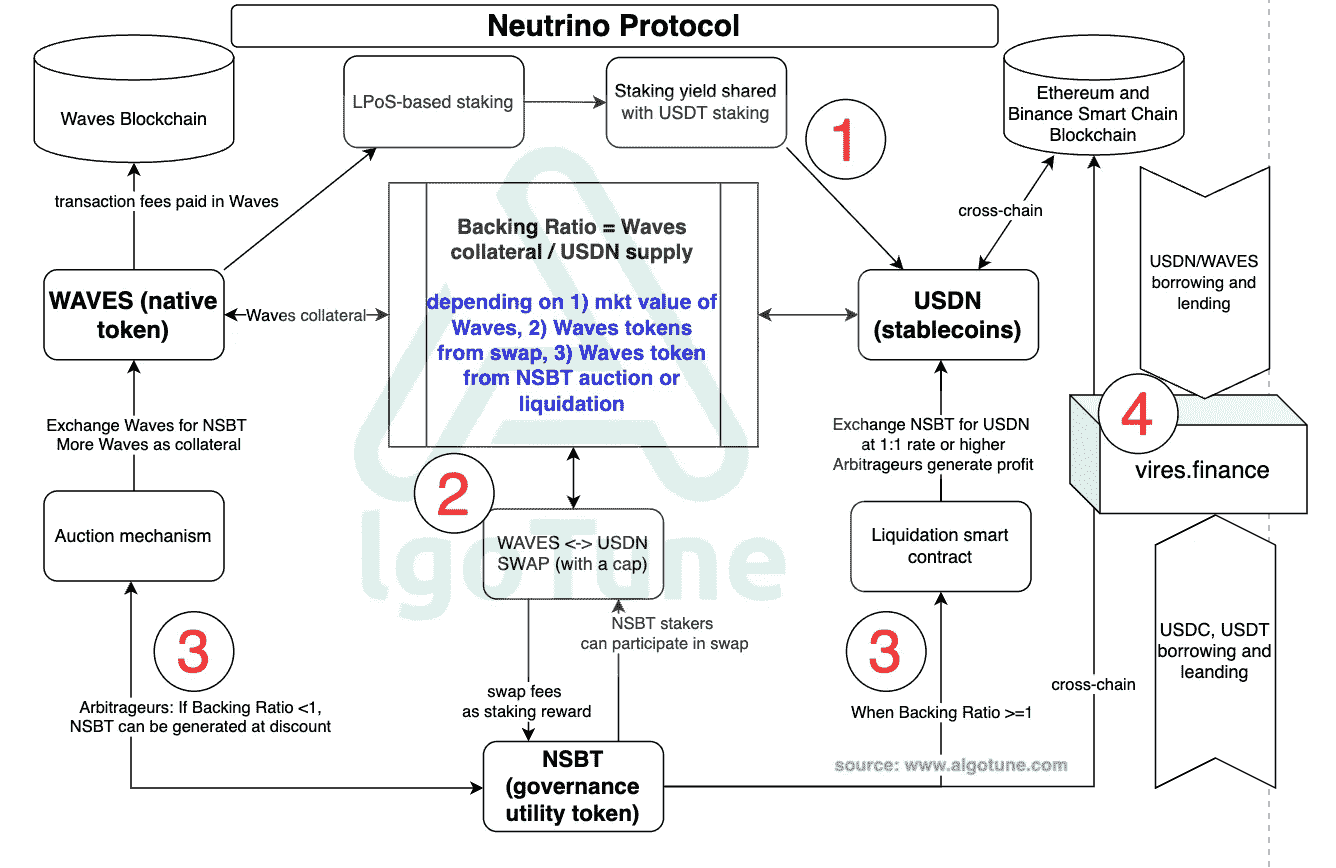 Neutrino Protocol
Waves Blockchain
LPoS-based staking
Staking yield shared
with USDT staking
1
Ethereum and
Binance Smart Chain
Blockchain
transaction fees paid in Waves
cross-chain
Backing Ratio = Waves
collateral / USDN supply
depending on 1) mkt value of
Waves, 2) Waves tokens
from swap, 3) Waves token
from NSBT auction or
liquidation
WAVES (native
token)
Waves collateral
USDN
(stablecoins)
USDN/WAVES
borrowing and
lending
Exchange Waves for NSBT
More Waves as collateral
Exchange NSBT for USDN
at 1:1 rate or higher
Arbitrageurs generate profit
4
vires.finance
2
Auction mechanism
WAVES <-> USDN
SWAP (with a cap)
Liquidation smart
contract
lgoTune
NSBT stakers
can participate in swap
3
3
USDC, USDT
borrowing and
leanding
swap fees
as staking reward
cross-chain
Arbitrageurs: If Backing Ratio <1,
NSBT can be generated at discount
When Backing Ratio >=1
NSBT
(governance
utility token)
source: www.algotune.com